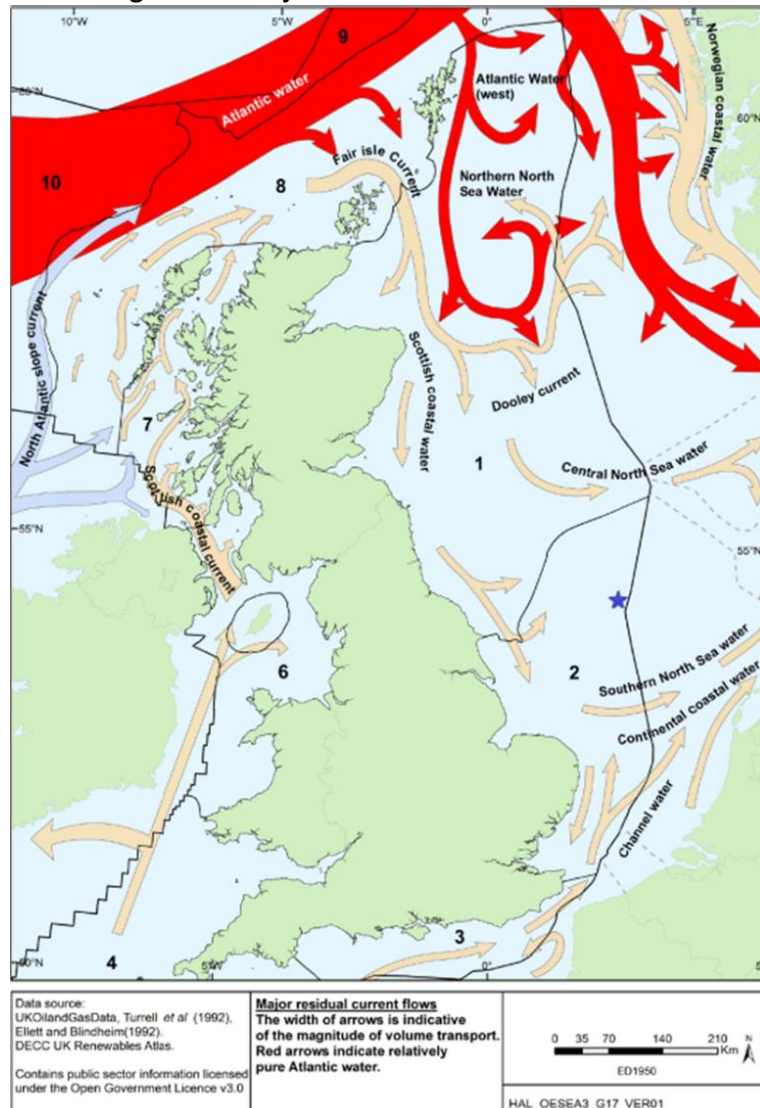 10°W
5°W
0°
5°E
9
60°N
Atlantic water
Atlantic Water
(west)
Norwegian coastal water
60°N
Fair isle Current
10
8
Northern North
Sea Water
North Atlantic slope current
Scottish coastal water
Dooley current
7
1
Central North Sea water
Scottish coastal current
55°N
55°N
6
2
Southern North Sea water
Continental coastal water
Channel water
3
4
5°W
0°
Data source:
UKOilandGasData, Turrell et al (1992),
Ellett and Blindheim(1992).
DECC UK Renewables Atlas.
Contains public sector information licensed
under the Open Government Licence v3.0
Major residual current flows
The width of arrows is indicative
of the magnitude of volume transport.
Red arrows indicate relatively
pure Atlantic water.
0 35 70 140 210
Km
N
ED1950
HAL_OESEA3_G17_VER01